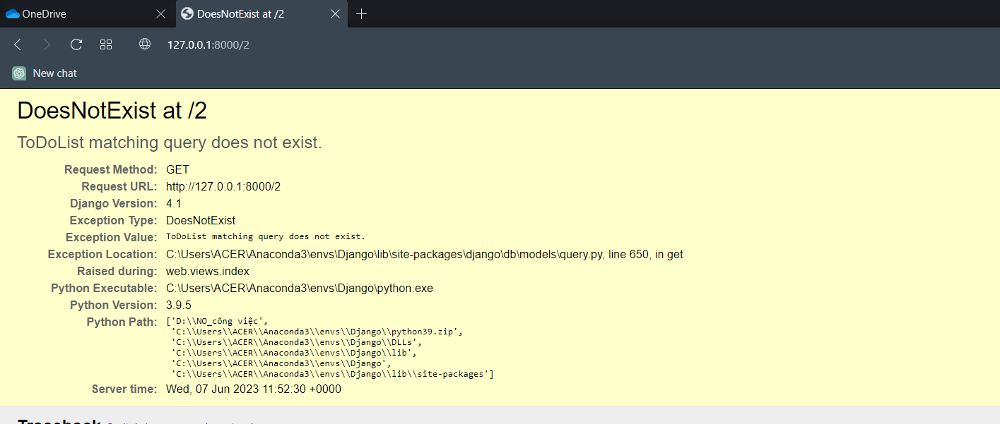 OneDrive
DoesNotExist at /2
127.0.0.1:8000/2
New chat
DoesNotExist at /2
ToDoList matching query does not exist.
Request Method: GET
Request URL: http://127.0.0.1:8000/2
Django Version: 4.1
Exception Type: DoesNotExist
Exception Value: ToDoList matching query does not exist.
Exception Location: C:\Users\ACER\Anaconda3\envs\Django\lib\site-packages\django\db\models\query.py, line 650, in get
Raised during: web.views.index
Python Executable: C:\Users\ACER\Anaconda3\envs\Django\python.exe
Python Version: 3.9.5
Python Path: ['D:\\NO_công việc',
'C:\\Users\\ACER\\Anaconda3\\envs\\Django\\python39.zip',
'C:\\Users\\ACER\\Anaconda3\\envs\\Django\\DLLs',
'C:\\Users\\ACER\\Anaconda3\\envs\\Django\\lib',
'C:\\Users\\ACER\\Anaconda3\\envs\\Django',
'C:\\Users\\ACER\\Anaconda3\\envs\\Django\\lib\\site-packages']
Server time: Wed, 07 Jun 2023 11:52:30 +0000
Traceback